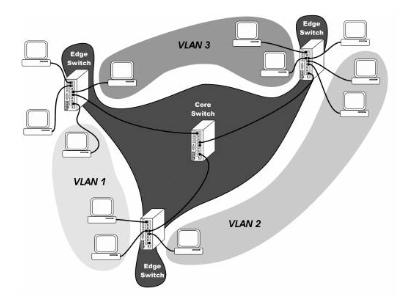 VLAN 3
Edge
Switch
Edge
Switch
Core
Switch
VLAN 1
VLAN 2
Edge
Switch